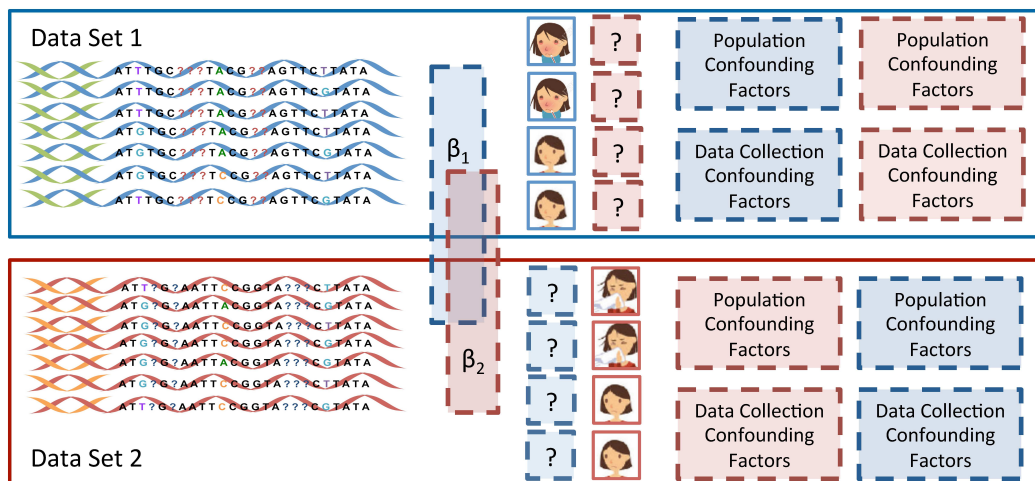 Data Set 1
ATTTGC???TACG??AGTTCTTATA
ATTTGC???TACG??AGTTCGTATA
ATTTGC???TACG??AGTTCTTATA
ATGTGC???TACG??AGTTCTTATA
ATGTGC???TACG??AGTTCGTATA
ATGTGC???TCCG??AGTTCTTATA
ATTTGC???TCCG??AGTTCGTATA
β1
?
?
?
?
Population
Confounding
Factors
Population
Confounding
Factors
Data Collection
Confounding
Factors
Data Collection
Confounding
Factors
ATT?G?AATTCCGGTA???CTTATA
ATG?G?AATTACGGTA???CGTATA
ATG?G?AATTCCGGTA???CTTATA
ATG?G?AATTCCGGTA???CGTATA
ATG?G?AATTACGGTA???CGTATA
ATG?G?AATTCCGGTA???CTTATA
ATT?G?AATTCCGGTA???CGTATA
Data Set 2
β2
?
?
?
?
Population
Confounding
Factors
Population
Confounding
Factors
Data Collection
Confounding
Factors
Data Collection
Confounding
Factors